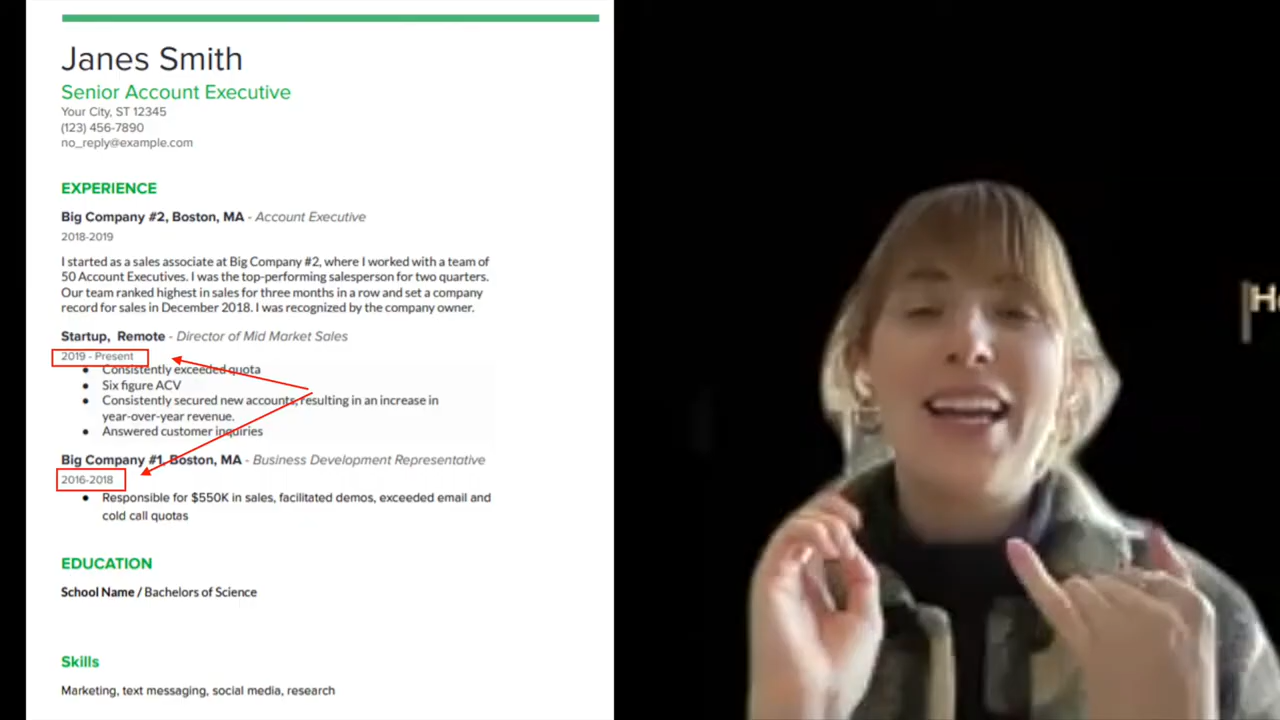 Janes Smith
Senior Account Executive
Your City, ST 12345
(123) 456-7890
no_reply@example.com
EXPERIENCE
Big Company #2, Boston, MA - Account Executive
2018-2019
I started as a sales associate at Big Company #2, where I worked with a team of
50 Account Executives. I was the top-performing salesperson for two quarters.
Our team ranked highest in sales for three months in a row and set a company
record for sales in December 2018. I was recognized by the company owner.
Startup, Remote - Director of Mid Market Sales
2019 - Present
● Consistently exceeded quota
● Six figure ACV
● Consistently secured new accounts, resulting in an increase in
year-over-year revenue.
● Answered customer inquiries
Big Company #1, Boston, MA - Business Development Representative
2016-2018
● Responsible for $550K in sales, facilitated demos, exceeded email and
cold call quotas
EDUCATION
School Name / Bachelors of Science
Skills
Marketing, text messaging, social media, research